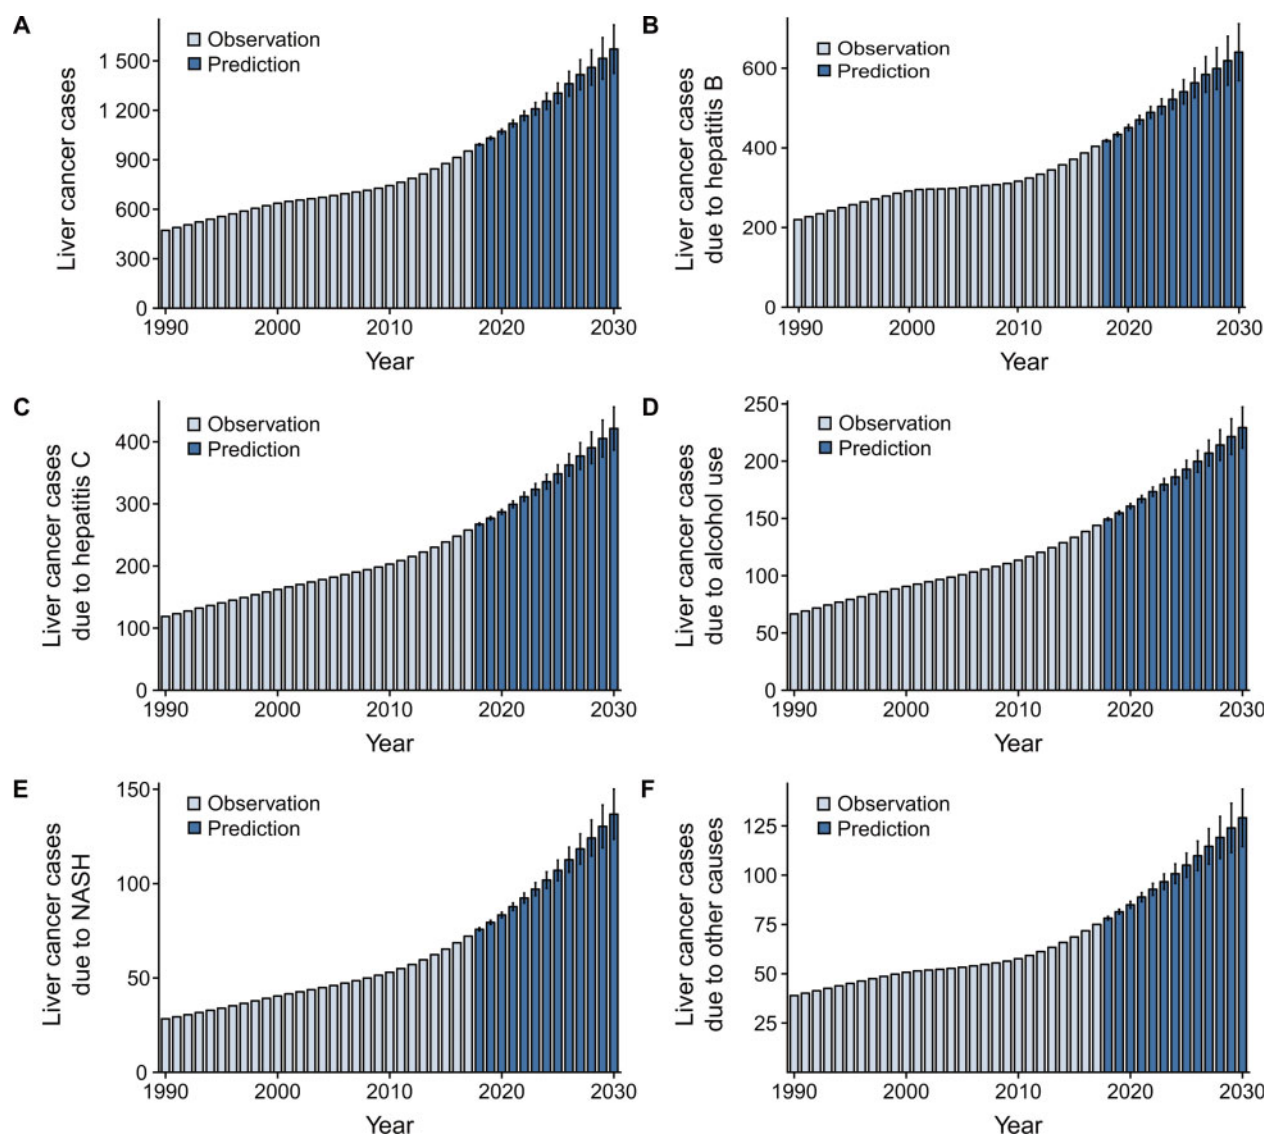 A
Liver cancer cases
Observation
Prediction
1 500
1 200
900
600
300
0
1990
2000
2010
2020
2030
Year
B
Liver cancer cases
due to hepatitis B
Observation
Prediction
600
400
200
0
1990
2000
2010
2020
2030
Year
C
Liver cancer cases
due to hepatitis C
Observation
Prediction
400
300
200
100
0
1990
2000
2010
2020
2030
Year
D
Liver cancer cases
due to alcohol use
Observation
Prediction
250
200
150
100
50
0
1990
2000
2010
2020
2030
Year
E
Liver cancer cases
due to NASH
Observation
Prediction
150
100
50
0
1990
2000
2010
2020
2030
Year
F
Liver cancer cases
due to other causes
Observation
Prediction
125
100
75
50
25
1990
2000
2010
2020
2030
Year